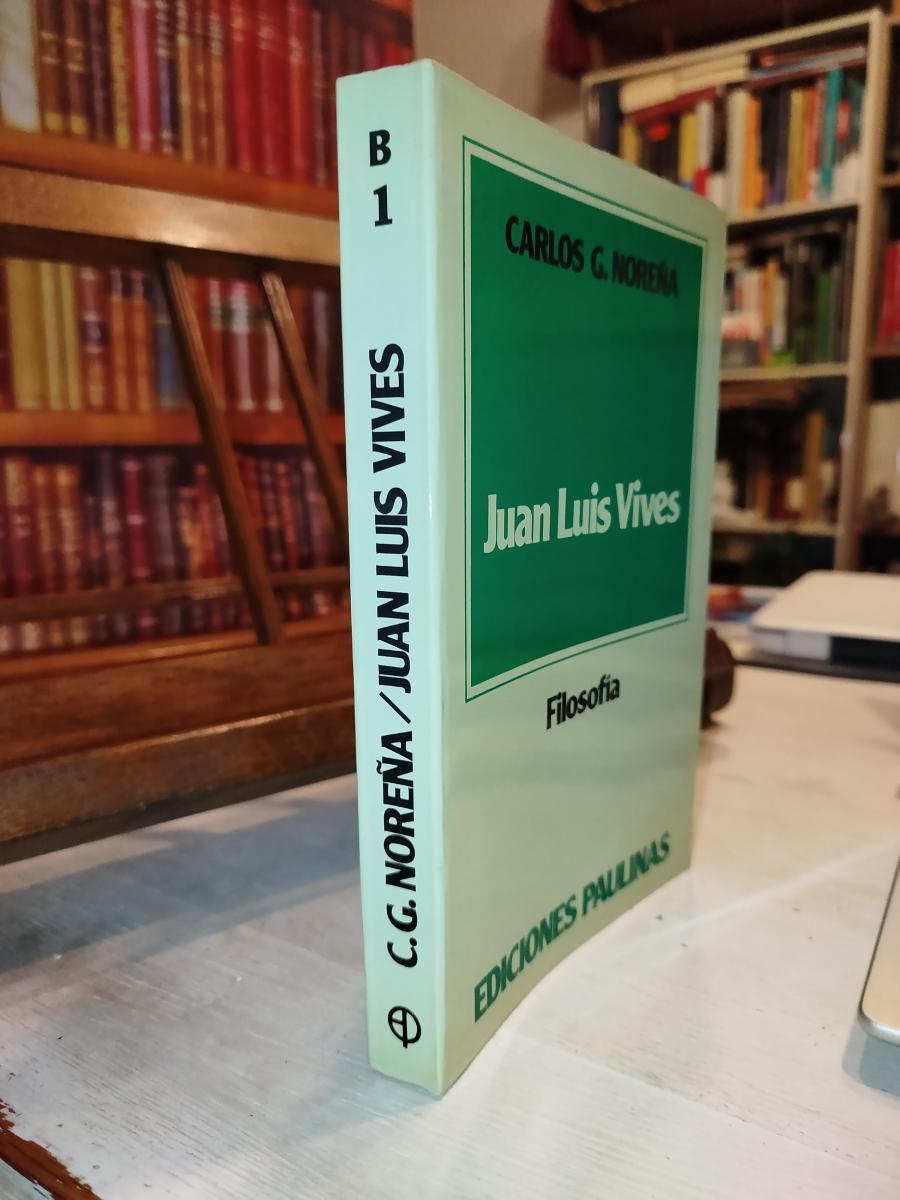 B
1
C. G. NOREÑA / JUAN LUIS VIVES
CARLOS G. NOREÑA
Juan Luis Vives
Filosofía
EDICIONES PAULINAS